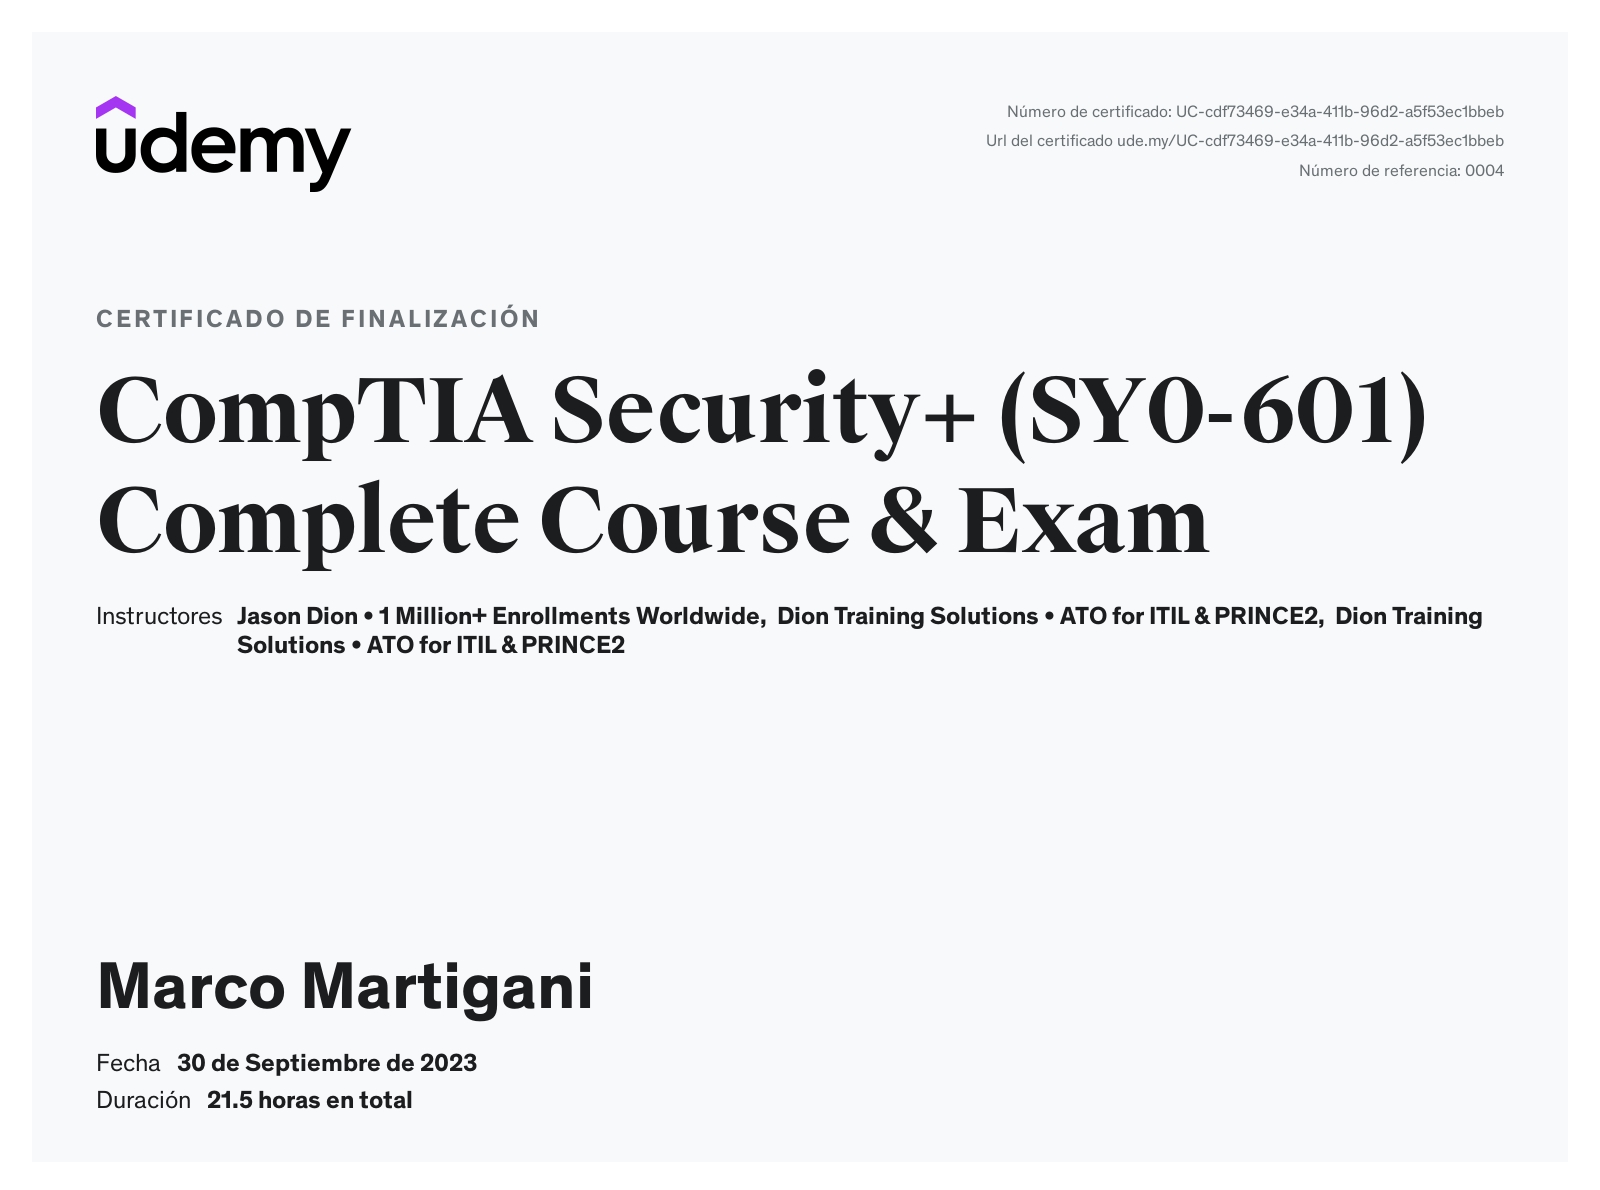 udemy
Número de certificado: UC-cdf73469-e34a-411b-96d2-a5f53ec1bbeb
Url del certificado ude.my/UC-cdf73469-e34a-411b-96d2-a5f53ec1bbeb
Número de referencia: 0004
CERTIFICADO DE FINALIZACIÓN
CompTIA Security+ (SY0-601)
Complete Course & Exam
Instructores Jason Dion • 1 Million+ Enrollments Worldwide, Dion Training Solutions • ATO for ITIL & PRINCE2, Dion Training
Solutions • ATO for ITIL & PRINCE2
Marco Martigani
Fecha 30 de Septiembre de 2023
Duración 21.5 horas en total